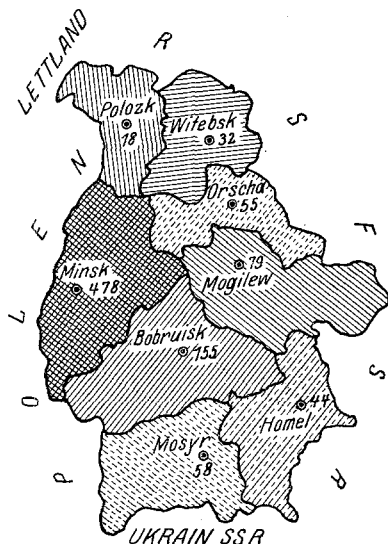 LETTLAND
R S F S R
POLEN
Polozk
18
Witebsk
32
Orscha
55
79
Mogilew
Minsk
478
Bobruisk
155
44
Homel
Mosyr
58
UKRAIN SSR